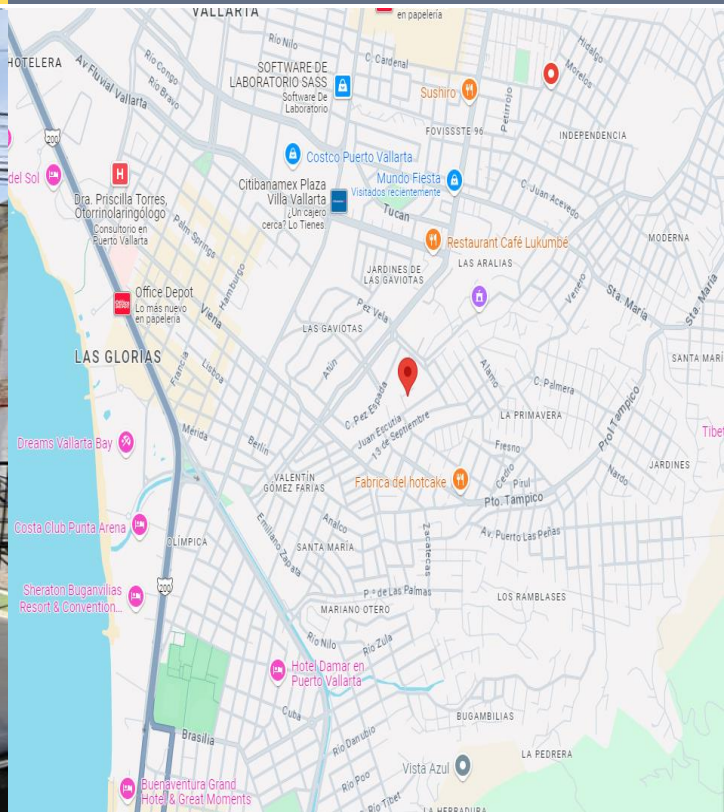 VALLARTA
en papelería
Río Nilo
Hidalgo
HOTELERA
C. Cardenal
Morelos
Río Congo
SOFTWARE DE
LABORATORIO SASS
Software De
Laboratorio
Av Fluvial Vallarta
Río Bravo
Sushiro
Petirrojo
FOVISSSTE 96
INDEPENDENCIA
200
Costco Puerto Vallarta
del Sol
H
Mundo Fiesta
Visitados recientemente
Citibanamex Plaza
Villa Vallarta
¿Un cajero
cerca? Lo Tienes
Dra. Priscilla Torres,
Otorrinolaringólogo
Consultorio en
Puerto Vallarta
C. Juan Acevedo
Tucán
Palm Springs
Restaurant Café Lukumbé
MODERNA
JARDINES DE
LAS GAVIOTAS
LAS ARALIAS
Hamburgo
Venero
Sta. María
Sta. María
Office Depot
Lo más nuevo
en papelería
Pez Vela
Viena
LAS GAVIOTAS
LAS GLORIAS
SANTA MARÍ
Francia
Lisboa
Atún
Alamo
C. Palmera
C. Pez Espada
LA PRIMAVERA
Prol Tampico
Juan Escutia
13 de Septiembre
Mérida
Berlín
Tibet
Dreams Vallarta Bay
Fresno
JARDINES
VALENTÍN
GÓMEZ FARÍAS
Fabrica del hotcake
Cedro
Pirul
Nardo
Pto. Tampico
Costa Club Punta Arena
Analco
Emiliano Zapata
Zacatecas
Av. Puerto Las Peñas
OLÍMPICA
SANTA MARÍA
200
Sheraton Buganvilias
Resort & Convention...
P.º de Las Palmas
LOS RAMBLASES
MARIANO OTERO
Río Nilo
Río Zula
Hotel Damar en
Puerto Vallarta
Cuba
BUGAMBILIAS
Brasilia
Río Danubio
LA PEDRERA
Vista Azul
Río Poo
Buenaventura Grand
Hotel & Great Moments
Río Tibet
LA HERRADURA